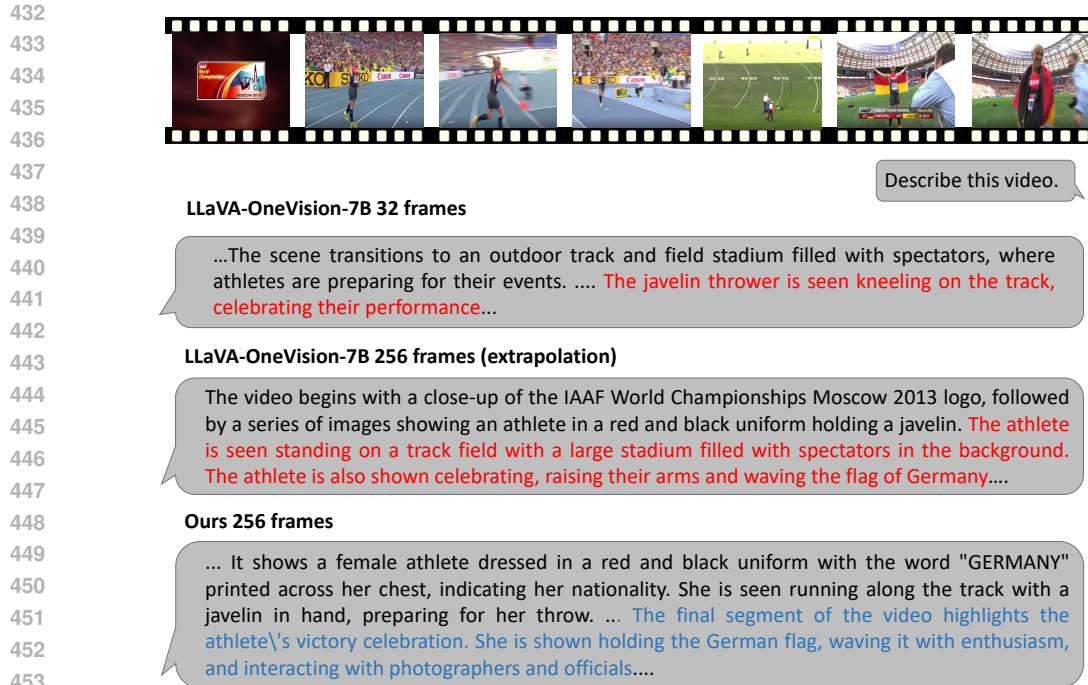 432
433
434
435
436
437
438
439
440
441
442
443
444
445
446
447
448
449
450
451
452
453
IAAF
World
Championships
MOSCOW 2013
Canon
Canon
Describe this video.
LLaVA-OneVision-7B 32 frames
...The scene transitions to an outdoor track and field stadium filled with spectators, where
athletes are preparing for their events. .... The javelin thrower is seen kneeling on the track,
celebrating their performance...
LLaVA-OneVision-7B 256 frames (extrapolation)
The video begins with a close-up of the IAAF World Championships Moscow 2013 logo, followed
by a series of images showing an athlete in a red and black uniform holding a javelin. The athlete
is seen standing on a track field with a large stadium filled with spectators in the background.
The athlete is also shown celebrating, raising their arms and waving the flag of Germany....
Ours 256 frames
... It shows a female athlete dressed in a red and black uniform with the word "GERMANY"
printed across her chest, indicating her nationality. She is seen running along the track with a
javelin in hand, preparing for her throw. ... The final segment of the video highlights the
athlete\'s victory celebration. She is shown holding the German flag, waving it with enthusiasm,
and interacting with photographers and officials....